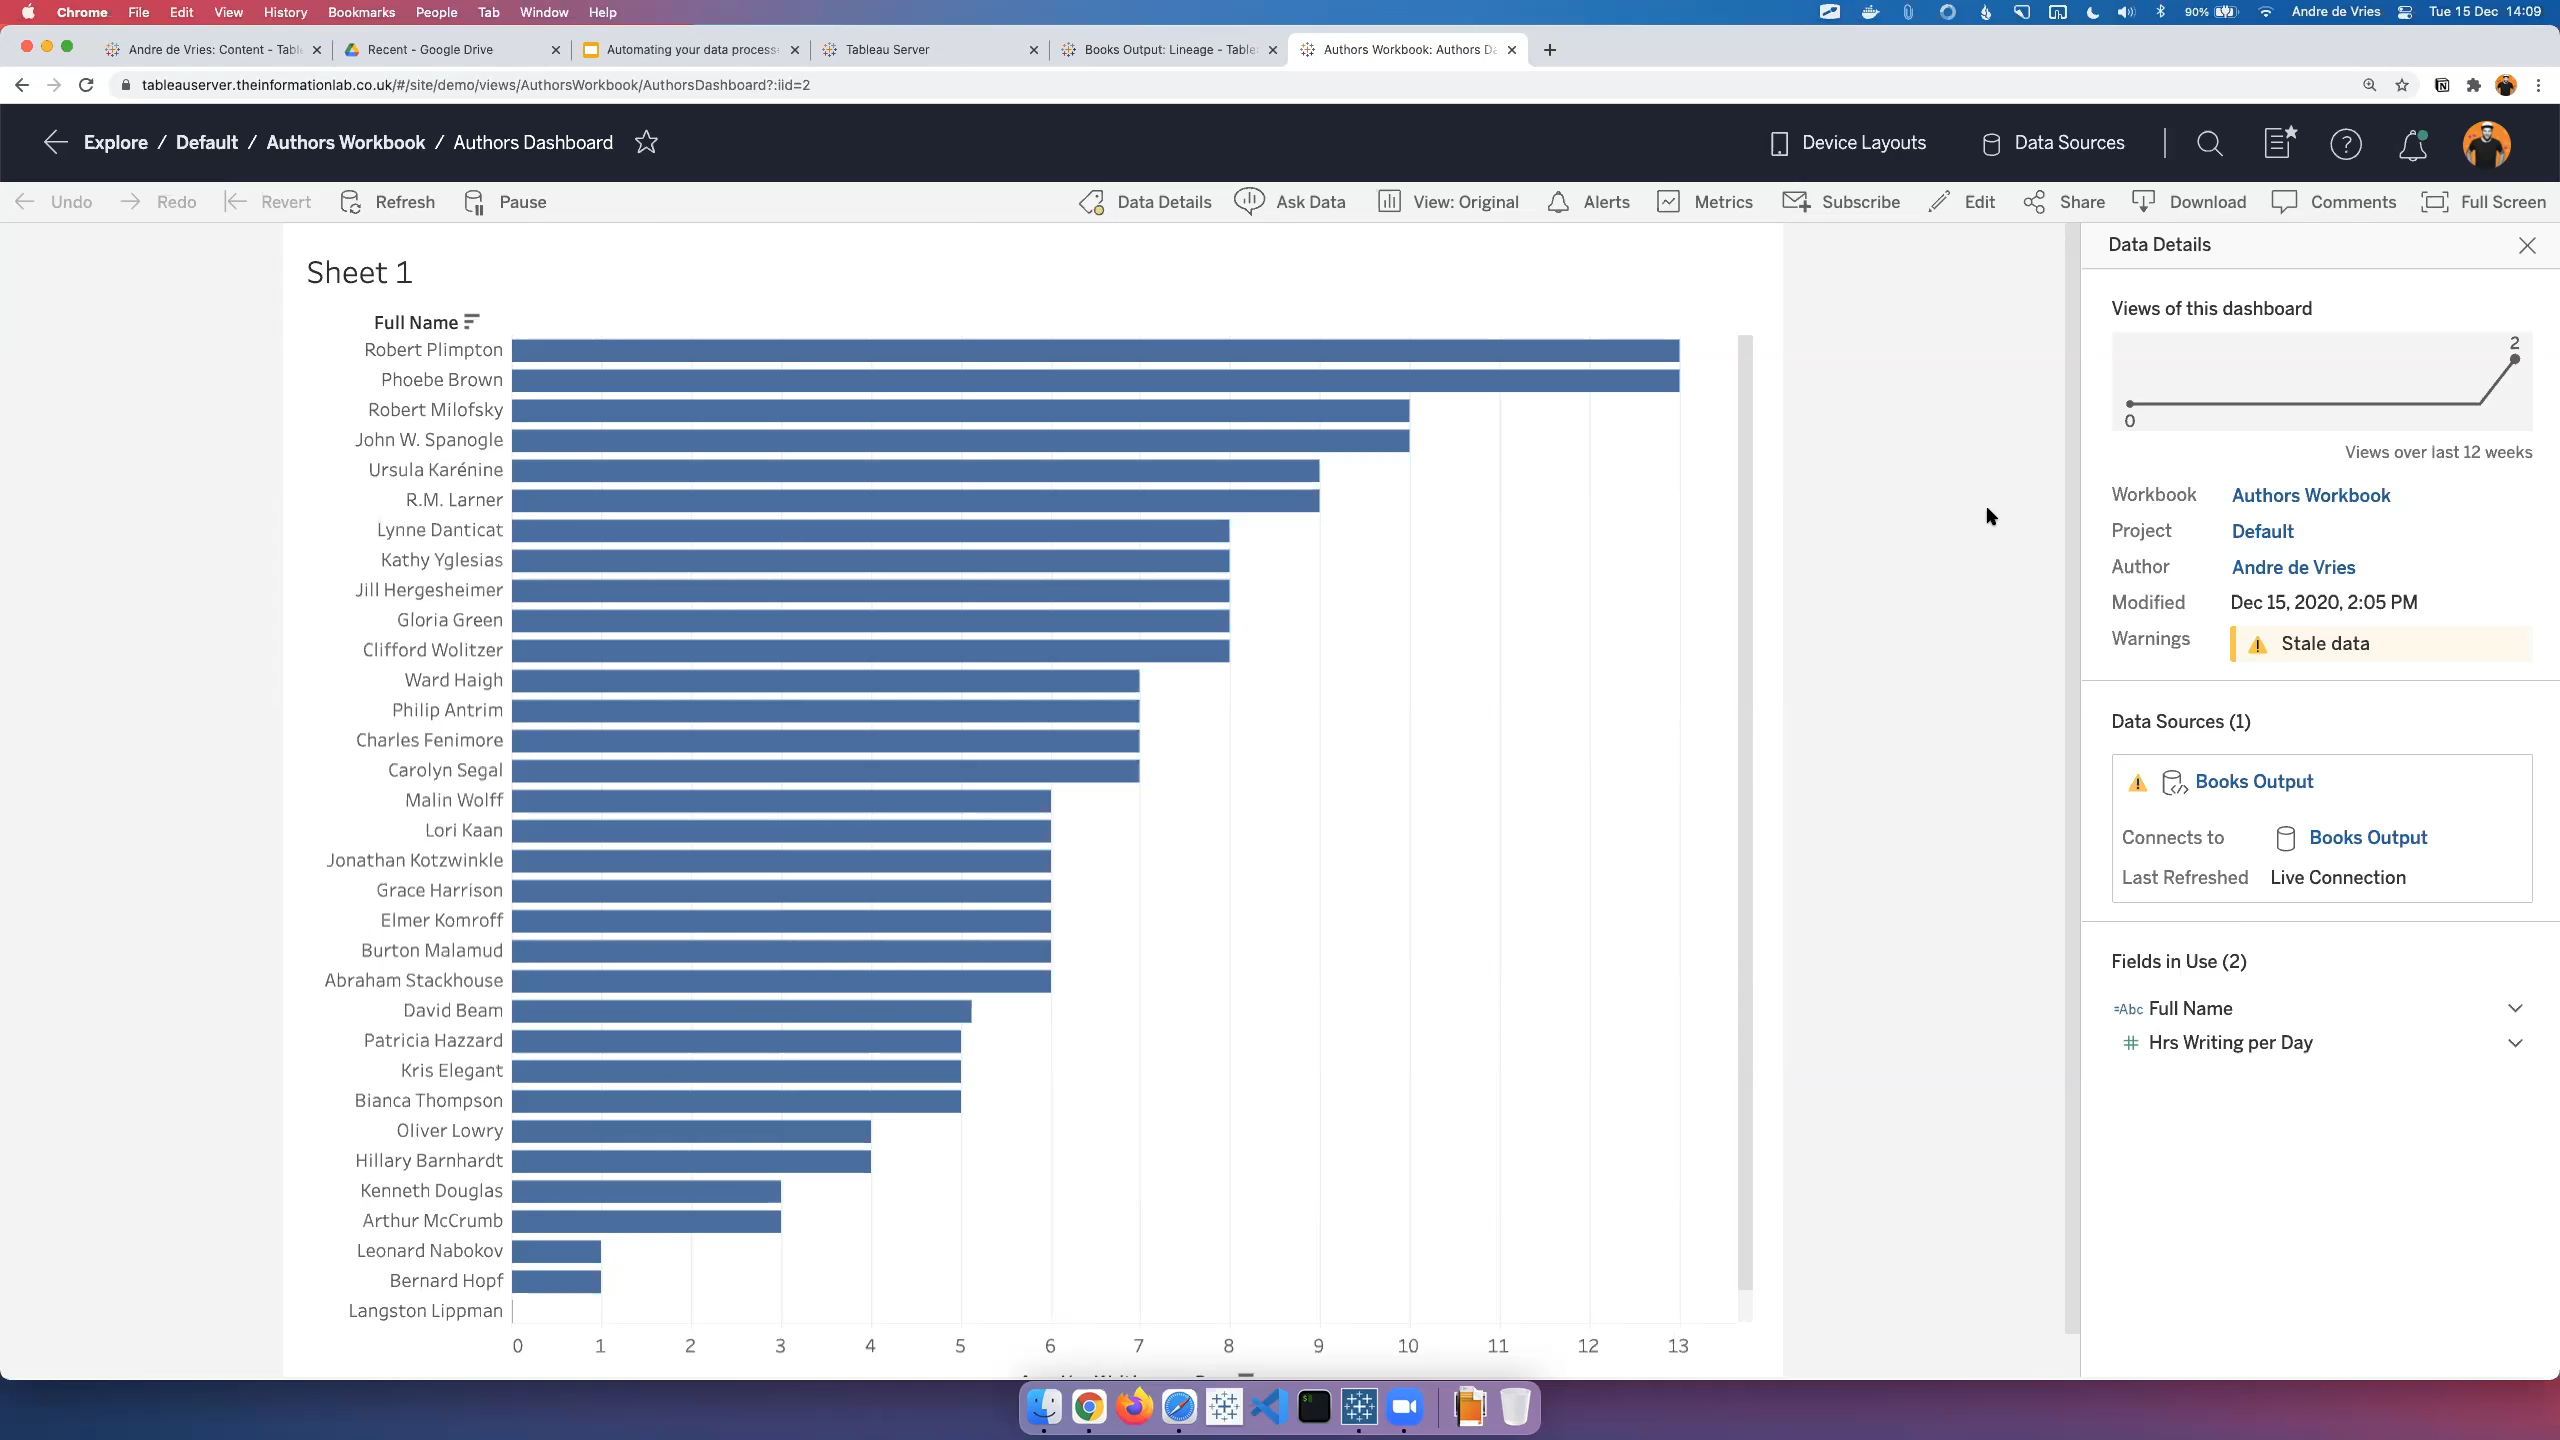 Chrome File Edit View History Bookmarks People Tab Window Help 90% Andre de Vries Tue 15 Dec 14:09
Andre de Vries: Content - Tabl Recent - Google Drive Automating your data process Tableau Server Books Output: Lineage - Table Authors Workbook: Authors Da
tableauserver.theinformationlab.co.uk/#/site/demo/views/AuthorsWorkbook/AuthorsDashboard?:iid=2
Explore / Default / Authors Workbook / Authors Dashboard Device Layouts Data Sources
Undo Redo Revert Refresh Pause Data Details Ask Data View: Original Alerts Metrics Subscribe Edit Share Download Comments Full Screen
Sheet 1
Full Name
Robert Plimpton
Phoebe Brown
Robert Milofsky
John W. Spanogle
Ursula Karénine
R.M. Larner
Lynne Danticat
Kathy Yglesias
Jill Hergesheimer
Gloria Green
Clifford Wolitzer
Ward Haigh
Philip Antrim
Charles Fenimore
Carolyn Segal
Malin Wolff
Lori Kaan
Jonathan Kotzwinkle
Grace Harrison
Elmer Komroff
Burton Malamud
Abraham Stackhouse
David Beam
Patricia Hazzard
Kris Elegant
Bianca Thompson
Oliver Lowry
Hillary Barnhardt
Kenneth Douglas
Arthur McCrumb
Leonard Nabokov
Bernard Hopf
Langston Lippman
0 1 2 3 4 5 6 7 8 9 10 11 12 13
Data Details
Views of this dashboard
2
0
Views over last 12 weeks
Workbook Authors Workbook
Project Default
Author Andre de Vries
Modified Dec 15, 2020, 2:05 PM
Warnings Stale data
Data Sources (1)
Books Output
Connects to Books Output
Last Refreshed Live Connection
Fields in Use (2)
=Abc Full Name
# Hrs Writing per Day